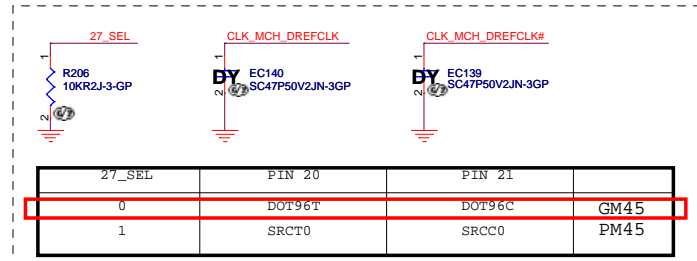 27_SEL
CLK_MCH_DREFCLK
CLK_MCH_DREFCLK#
1
R206
10KR2J-3-GP
2
1
DY
EC140
SC47P50V2JN-3GP
2
1
DY
EC139
SC47P50V2JN-3GP
2
27_SEL PIN 20 PIN 21
0 DOT96T DOT96C GM45
1 SRCT0 SRCC0 PM45